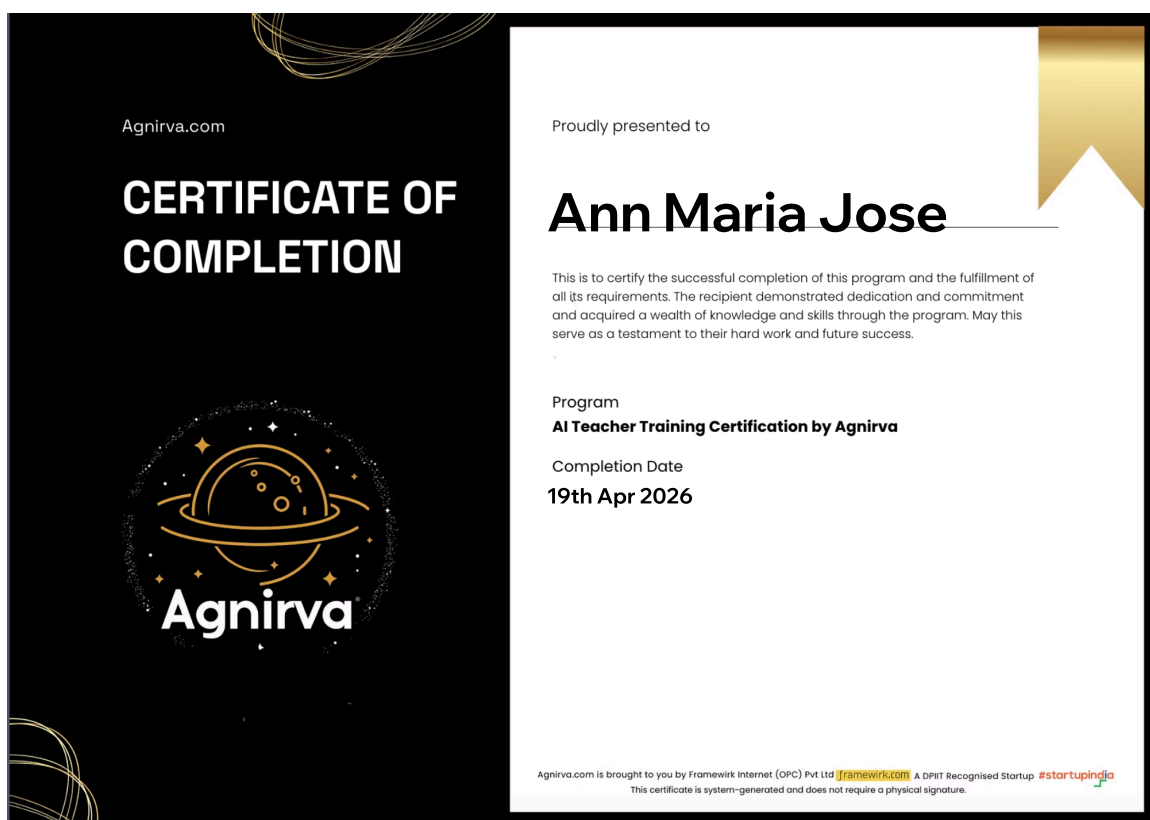 Agnirva.com
CERTIFICATE OF
COMPLETION
Agnirva
Proudly presented to
Ann Maria Jose
This is to certify the successful completion of this program and the fulfillment of
all its requirements. The recipient demonstrated dedication and commitment
and acquired a wealth of knowledge and skills through the program. May this
serve as a testament to their hard work and future success.
Program
AI Teacher Training Certification by Agnirva
Completion Date
19th Apr 2026
Agnirva.com is brought to you by Framewirk Internet (OPC) Pvt Ltd framewirk.com A DPIIT Recognised Startup #startupindia
This certificate is system-generated and does not require a physical signature.